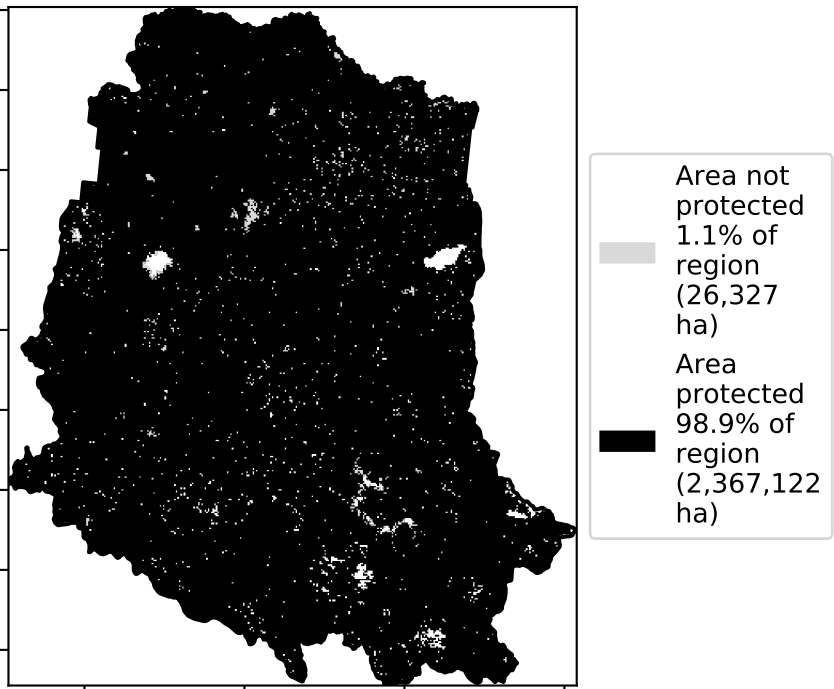 Area not
protected
1.1% of
region
(26,327
ha)
Area
protected
98.9% of
region
(2,367,122
ha)